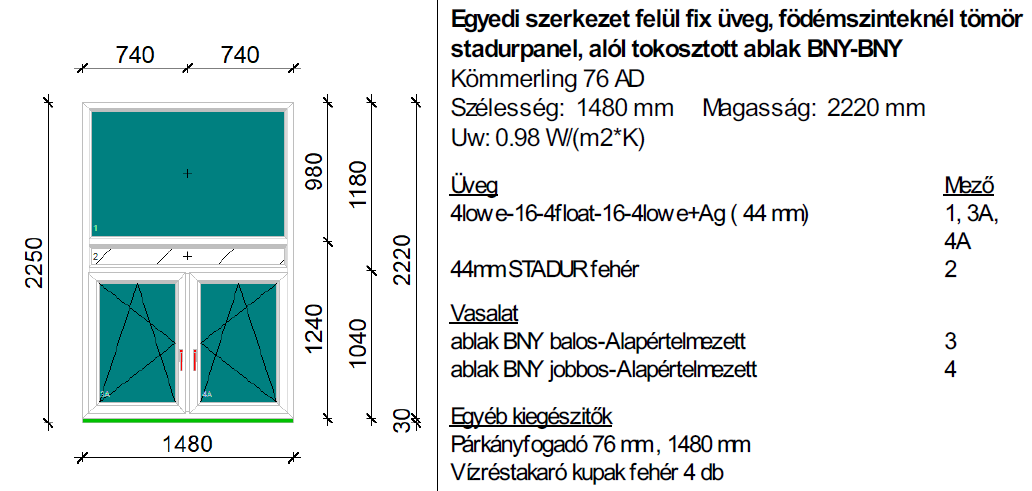 740 740
980
1180
2250
2220
1240
1040
30
1480
1
2
3A
4A
Egyedi szerkezet felül fix üveg, födémszinteknél tömör
stadurpanel, alól tokosztott ablak BNY-BNY
Kömmerling 76 AD
Szélesség: 1480 mm Magasság: 2220 mm
Uw: 0.98 W/(m2*K)
Üveg Mező
4lowe-16-4float-16-4lowe+Ag ( 44 mm) 1, 3A,
4A
44mm STADUR fehér 2
Vasalat
ablak BNY balos-Alapértelmezett 3
ablak BNY jobbos-Alapértelmezett 4
Egyéb kiegészitők
Párkányfogadó 76 mm, 1480 mm
Vízréstakaró kupak fehér 4 db